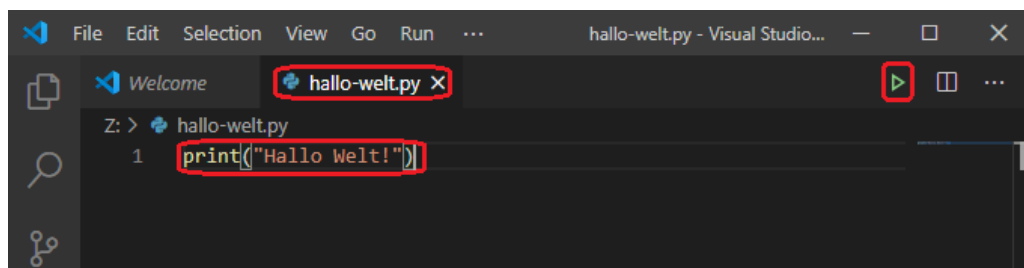 File Edit Selection View Go Run ... hallo-welt.py - Visual Studio...
Welcome hallo-welt.py
Z: > hallo-welt.py
1 print("Hallo Welt!")